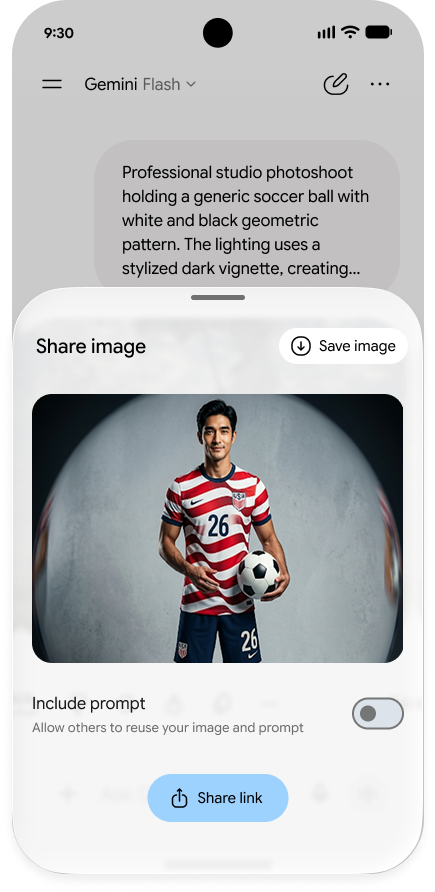 9:30
Gemini Flash
Professional studio photoshoot
holding a generic soccer ball with
white and black geometric
pattern. The lighting uses a
stylized dark vignette, creating...
Share image
Save image
26
26
Include prompt
Allow others to reuse your image and prompt
Share link